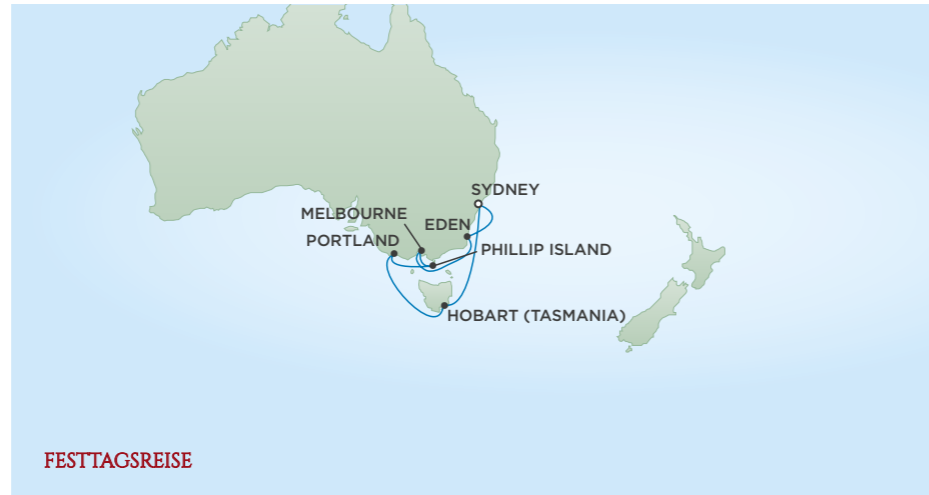 SYDNEY
MELBOURNE
EDEN
PORTLAND
PHILLIP ISLAND
HOBART (TASMANIA)
FESTTAGSREISE